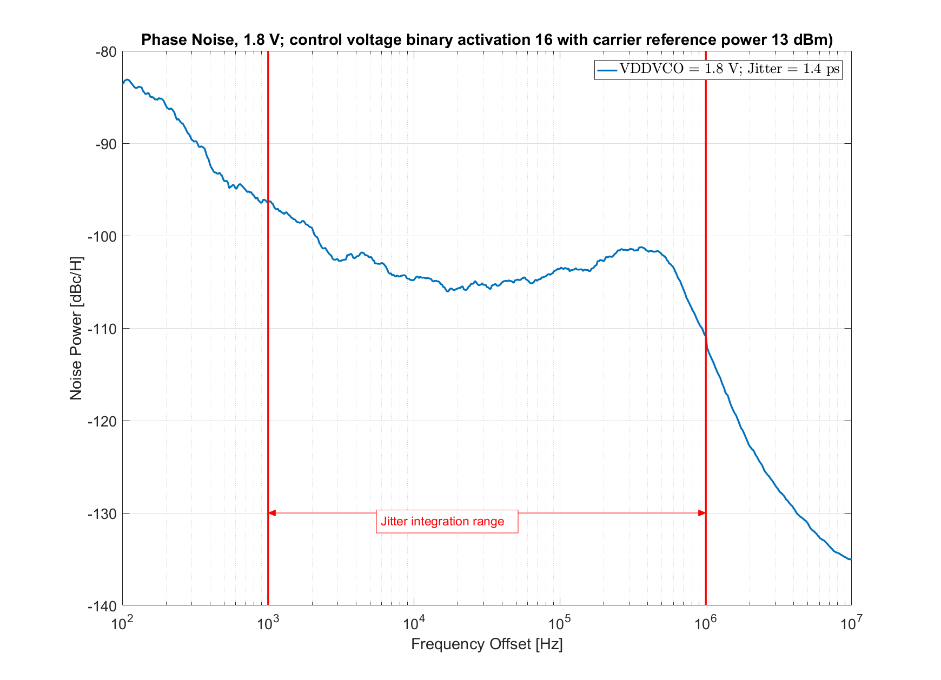 Phase Noise, 1.8 V; control voltage binary activation 16 with carrier reference power 13 dBm)
-80
VDDVCO = 1.8 V; Jitter = 1.4 ps
-90
-100
-110
-120
-130
-140
Noise Power [dBc/H]
Jitter integration range
10^2
10^3
10^4
10^5
10^6
10^7
Frequency Offset [Hz]